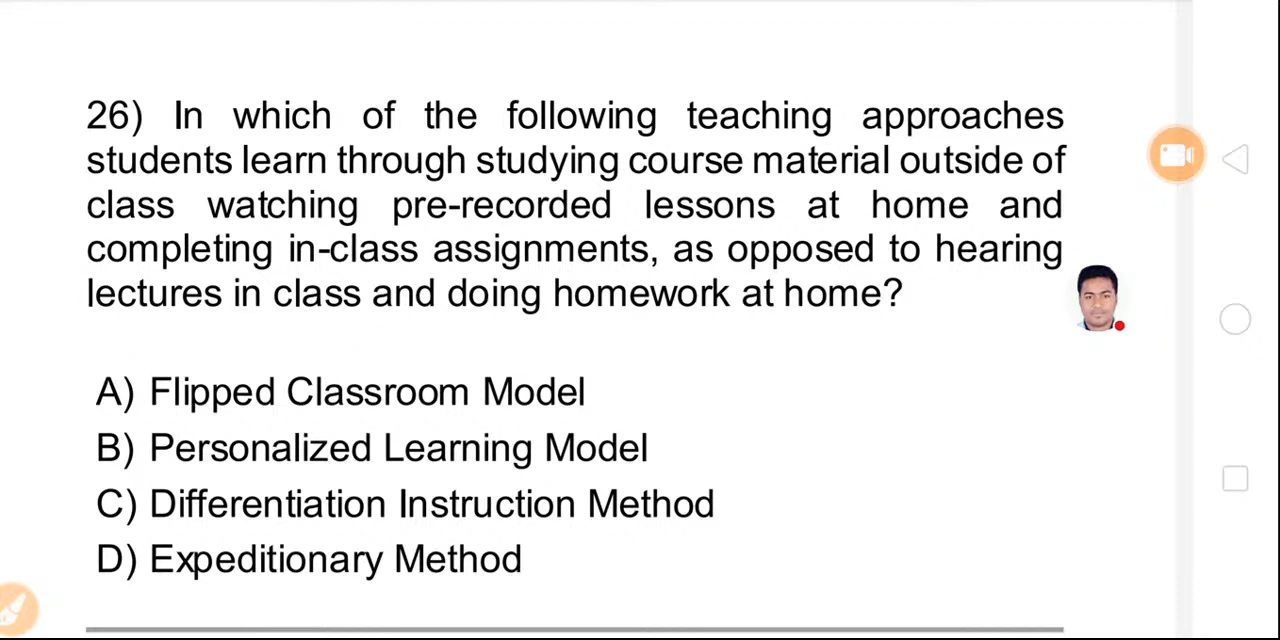 26) In which of the following teaching approaches
students learn through studying course material outside of
class watching pre-recorded lessons at home and
completing in-class assignments, as opposed to hearing
lectures in class and doing homework at home?
A) Flipped Classroom Model
B) Personalized Learning Model
C) Differentiation Instruction Method
D) Expeditionary Method